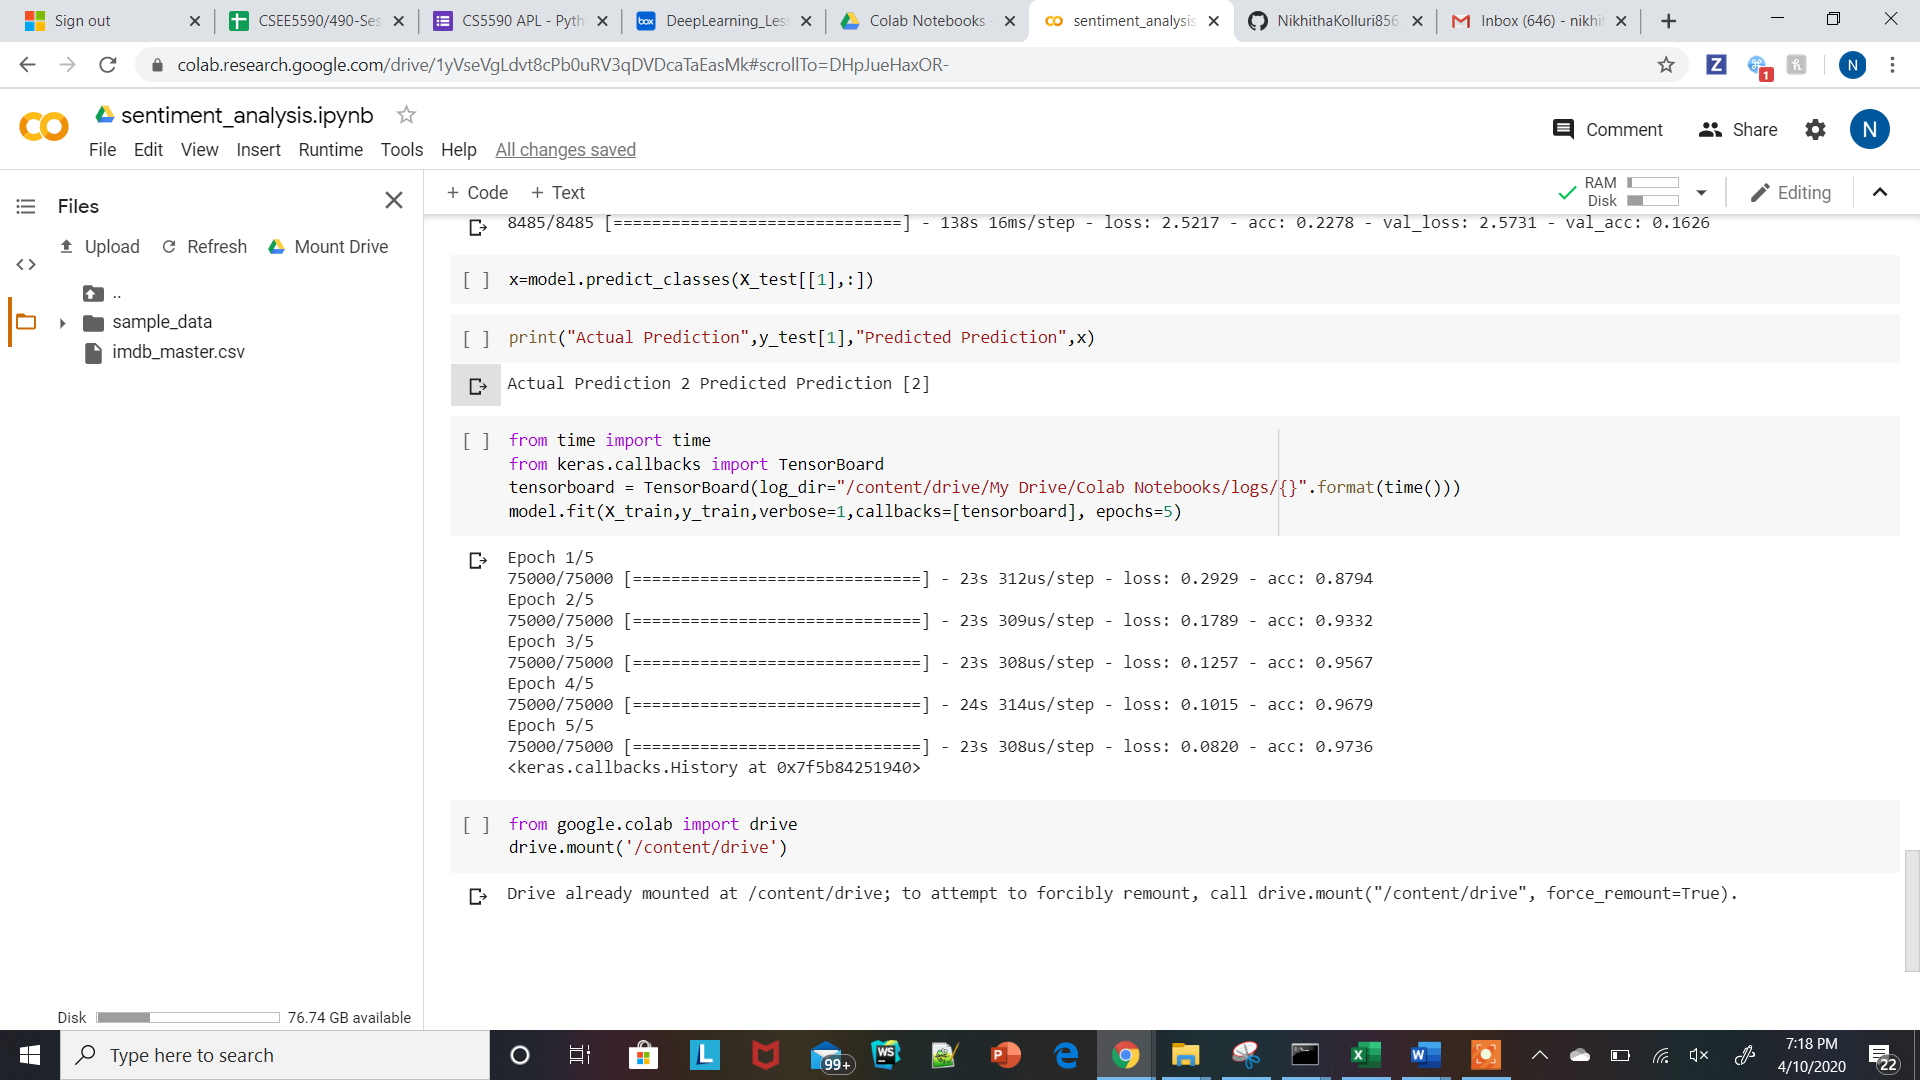 Sign out
CSEE5590/490-Ses
CS5590 APL - Pyth
box
DeepLearning_Less
Colab Notebooks -
sentiment_analysis
NikhithaKolluri856
Inbox (646) - nikhit
colab.research.google.com/drive/1yVseVgLdvt8cPb0uRV3qDVDcaTaEasMk#scrollTo=DHpJueHaxOR-
Z
1
N
sentiment_analysis.ipynb
Comment
Share
N
File Edit View Insert Runtime Tools Help All changes saved
Files
+ Code + Text
RAM
Disk
Editing
Upload Refresh Mount Drive
..
sample_data
imdb_master.csv
8485/8485 [==============================] - 138s 16ms/step - loss: 2.5217 - acc: 0.2278 - val_loss: 2.5731 - val_acc: 0.1626
[ ] x=model.predict_classes(X_test[[1],:])
[ ] print("Actual Prediction",y_test[1],"Predicted Prediction",x)
Actual Prediction 2 Predicted Prediction [2]
[ ] from time import time
from keras.callbacks import TensorBoard
tensorboard = TensorBoard(log_dir="/content/drive/My Drive/Colab Notebooks/logs/{}".format(time()))
model.fit(X_train,y_train,verbose=1,callbacks=[tensorboard], epochs=5)
Epoch 1/5
75000/75000 [==============================] - 23s 312us/step - loss: 0.2929 - acc: 0.8794
Epoch 2/5
75000/75000 [==============================] - 23s 309us/step - loss: 0.1789 - acc: 0.9332
Epoch 3/5
75000/75000 [==============================] - 23s 308us/step - loss: 0.1257 - acc: 0.9567
Epoch 4/5
75000/75000 [==============================] - 24s 314us/step - loss: 0.1015 - acc: 0.9679
Epoch 5/5
75000/75000 [==============================] - 23s 308us/step - loss: 0.0820 - acc: 0.9736
<keras.callbacks.History at 0x7f5b84251940>
[ ] from google.colab import drive
drive.mount('/content/drive')
Drive already mounted at /content/drive; to attempt to forcibly remount, call drive.mount("/content/drive", force_remount=True).
Disk 76.74 GB available
Type here to search
L
99+
WS
7:18 PM
4/10/2020
22